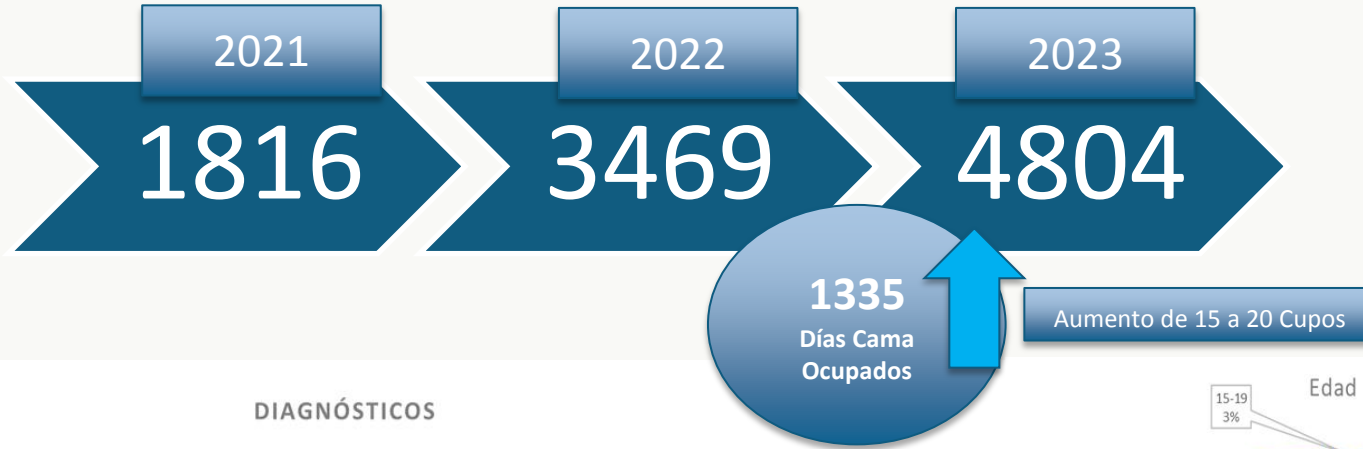 2021
2022
2023
1816
3469
4804
1335
Días Cama
Ocupados
Aumento de 15 a 20 Cupos
DIAGNÓSTICOS
Edad
15-19
3%